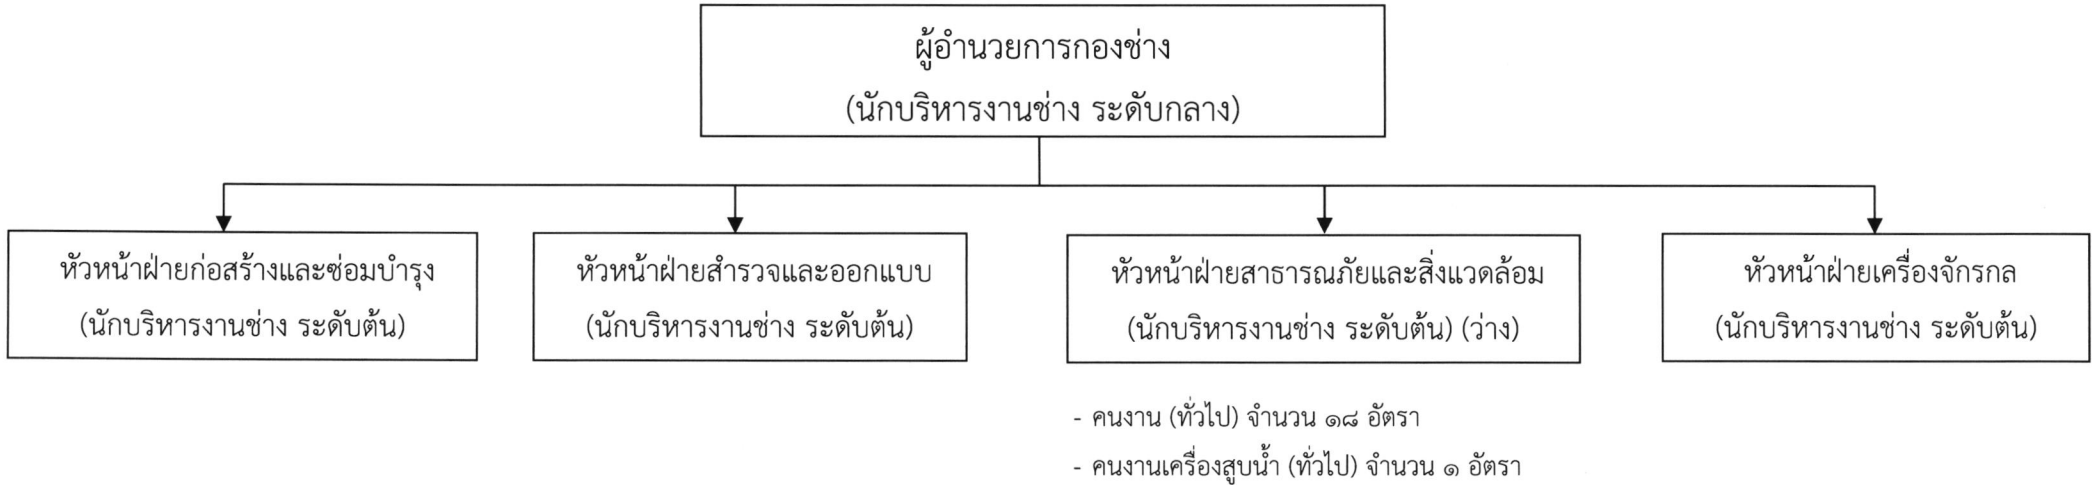 ผู้อำนวยการกองช่าง
(นักบริหารงานช่าง ระดับกลาง)
หัวหน้าฝ่ายก่อสร้างและซ่อมบำรุง
(นักบริหารงานช่าง ระดับต้น)
หัวหน้าฝ่ายสำรวจและออกแบบ
(นักบริหารงานช่าง ระดับต้น)
หัวหน้าฝ่ายสาธารณภัยและสิ่งแวดล้อม
(นักบริหารงานช่าง ระดับต้น) (ว่าง)
หัวหน้าฝ่ายเครื่องจักรกล
(นักบริหารงานช่าง ระดับต้น)
- คนงาน (ทั่วไป) จำนวน ๑๘ อัตรา
- คนงานเครื่องสูบน้ำ (ทั่วไป) จำนวน ๑ อัตรา